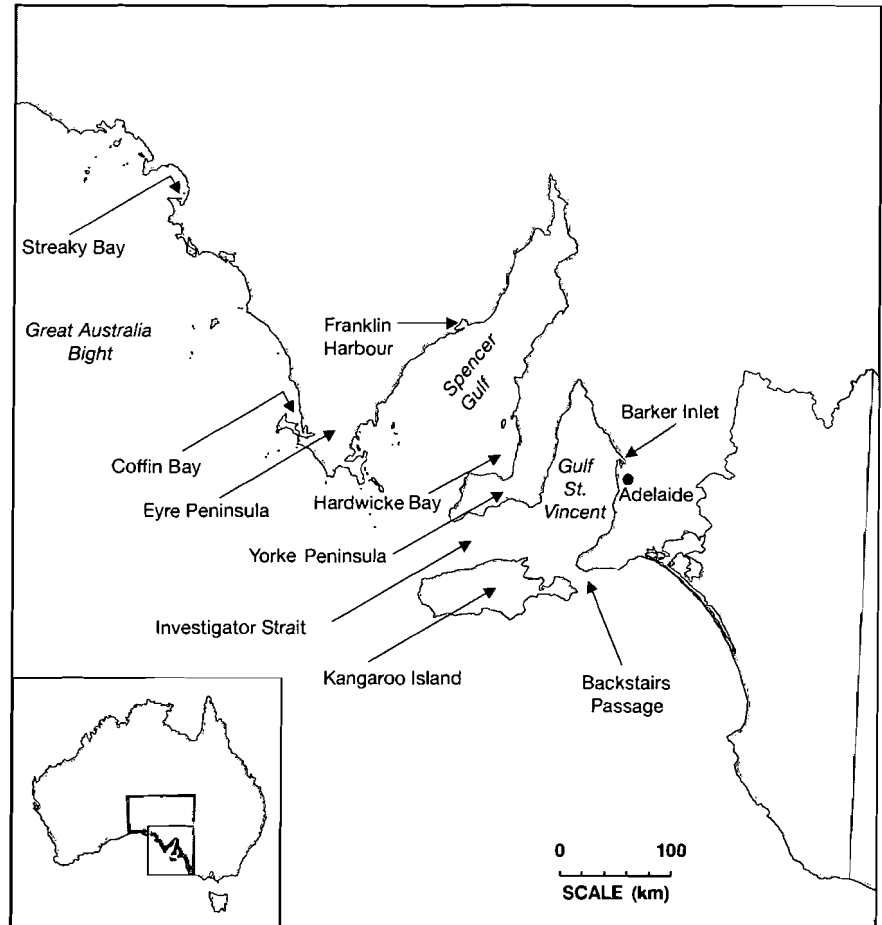 Streaky Bay
Great Australia
Bight
Franklin
Harbour
Spencer
Gulf
Barker Inlet
Coffin Bay
Gulf
St.
Vincent
Adelaide
Eyre Peninsula
Hardwicke Bay
Yorke Peninsula
Investigator Strait
Kangaroo Island
Backstairs
Passage
0 100
SCALE (km)